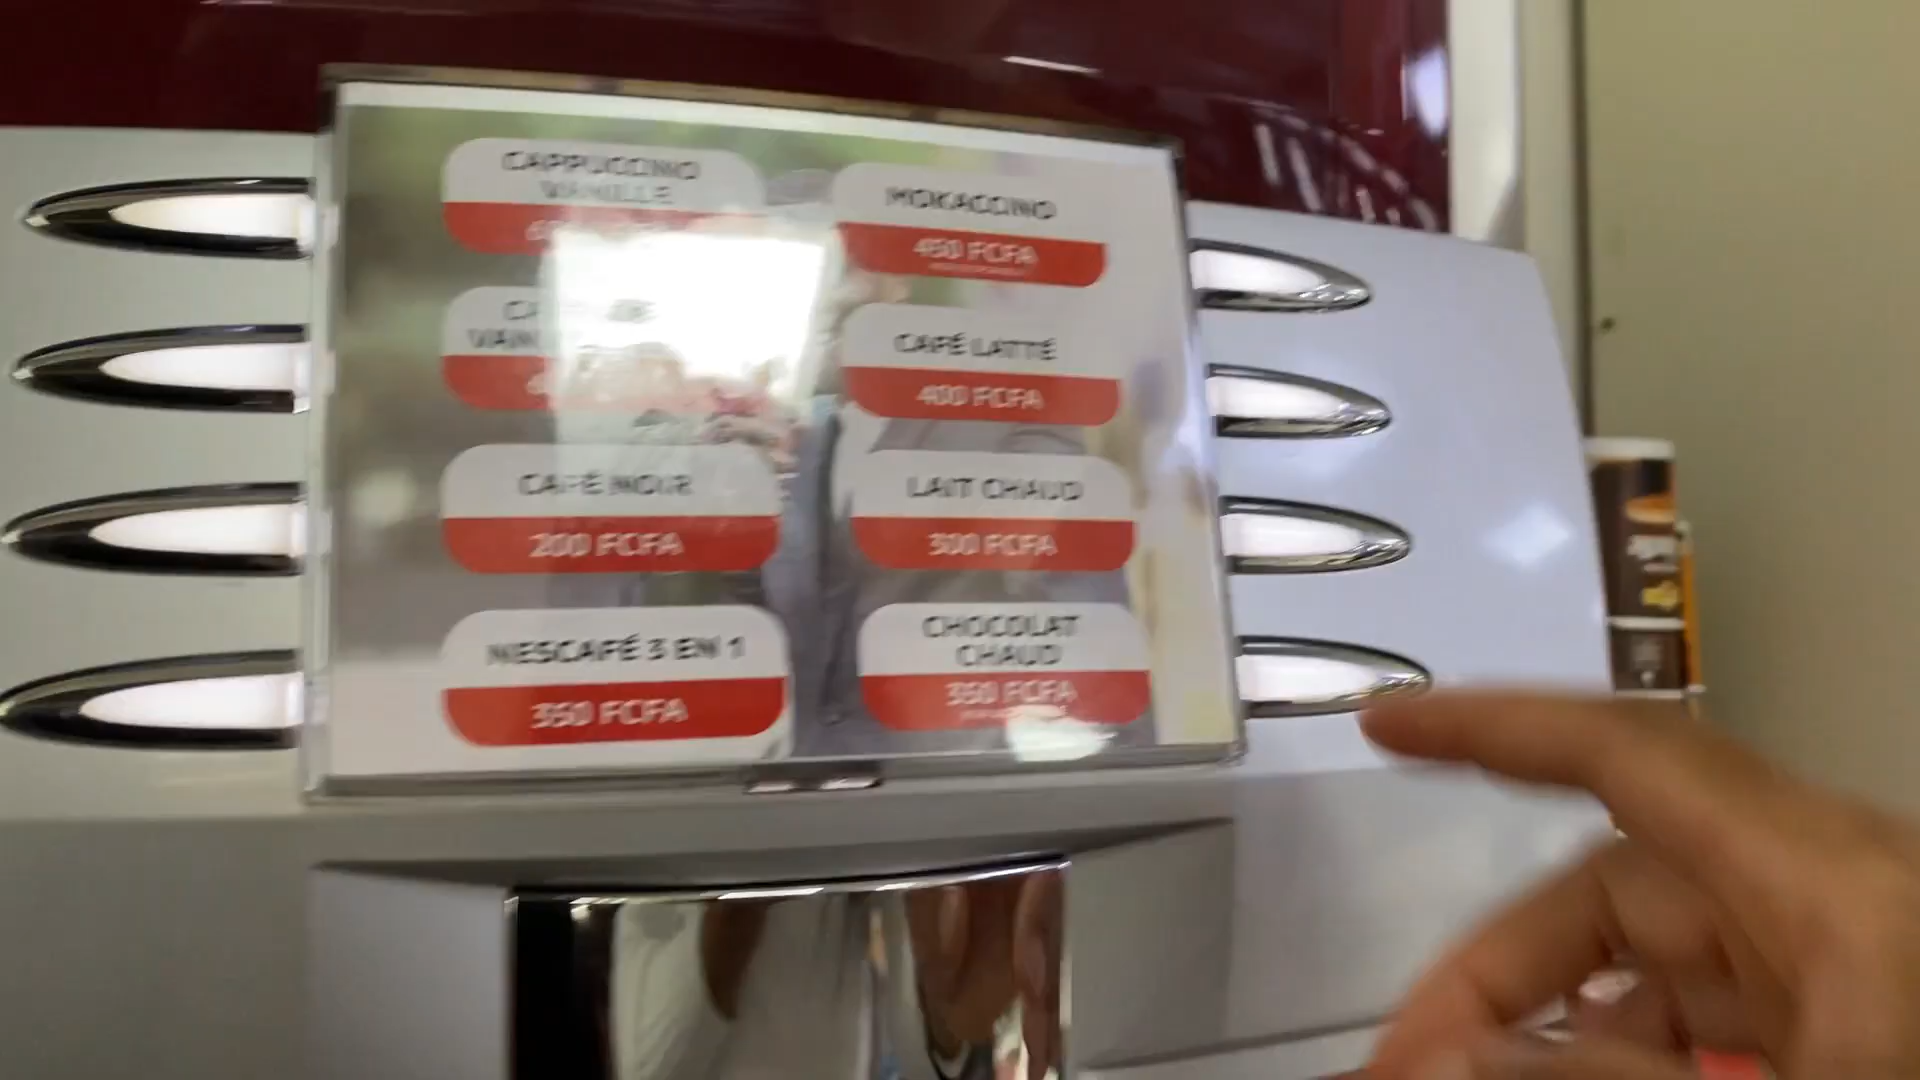 CAPPUCCINO
VANILLE
MOKACCINO
450 FCFA
CAFÉ LATTÉ
400 FCFA
CAFÉ NOIR
200 FCFA
LAIT CHAUD
300 FCFA
NESCAFÉ 3 EN 1
350 FCFA
CHOCOLAT
CHAUD
350 FCFA